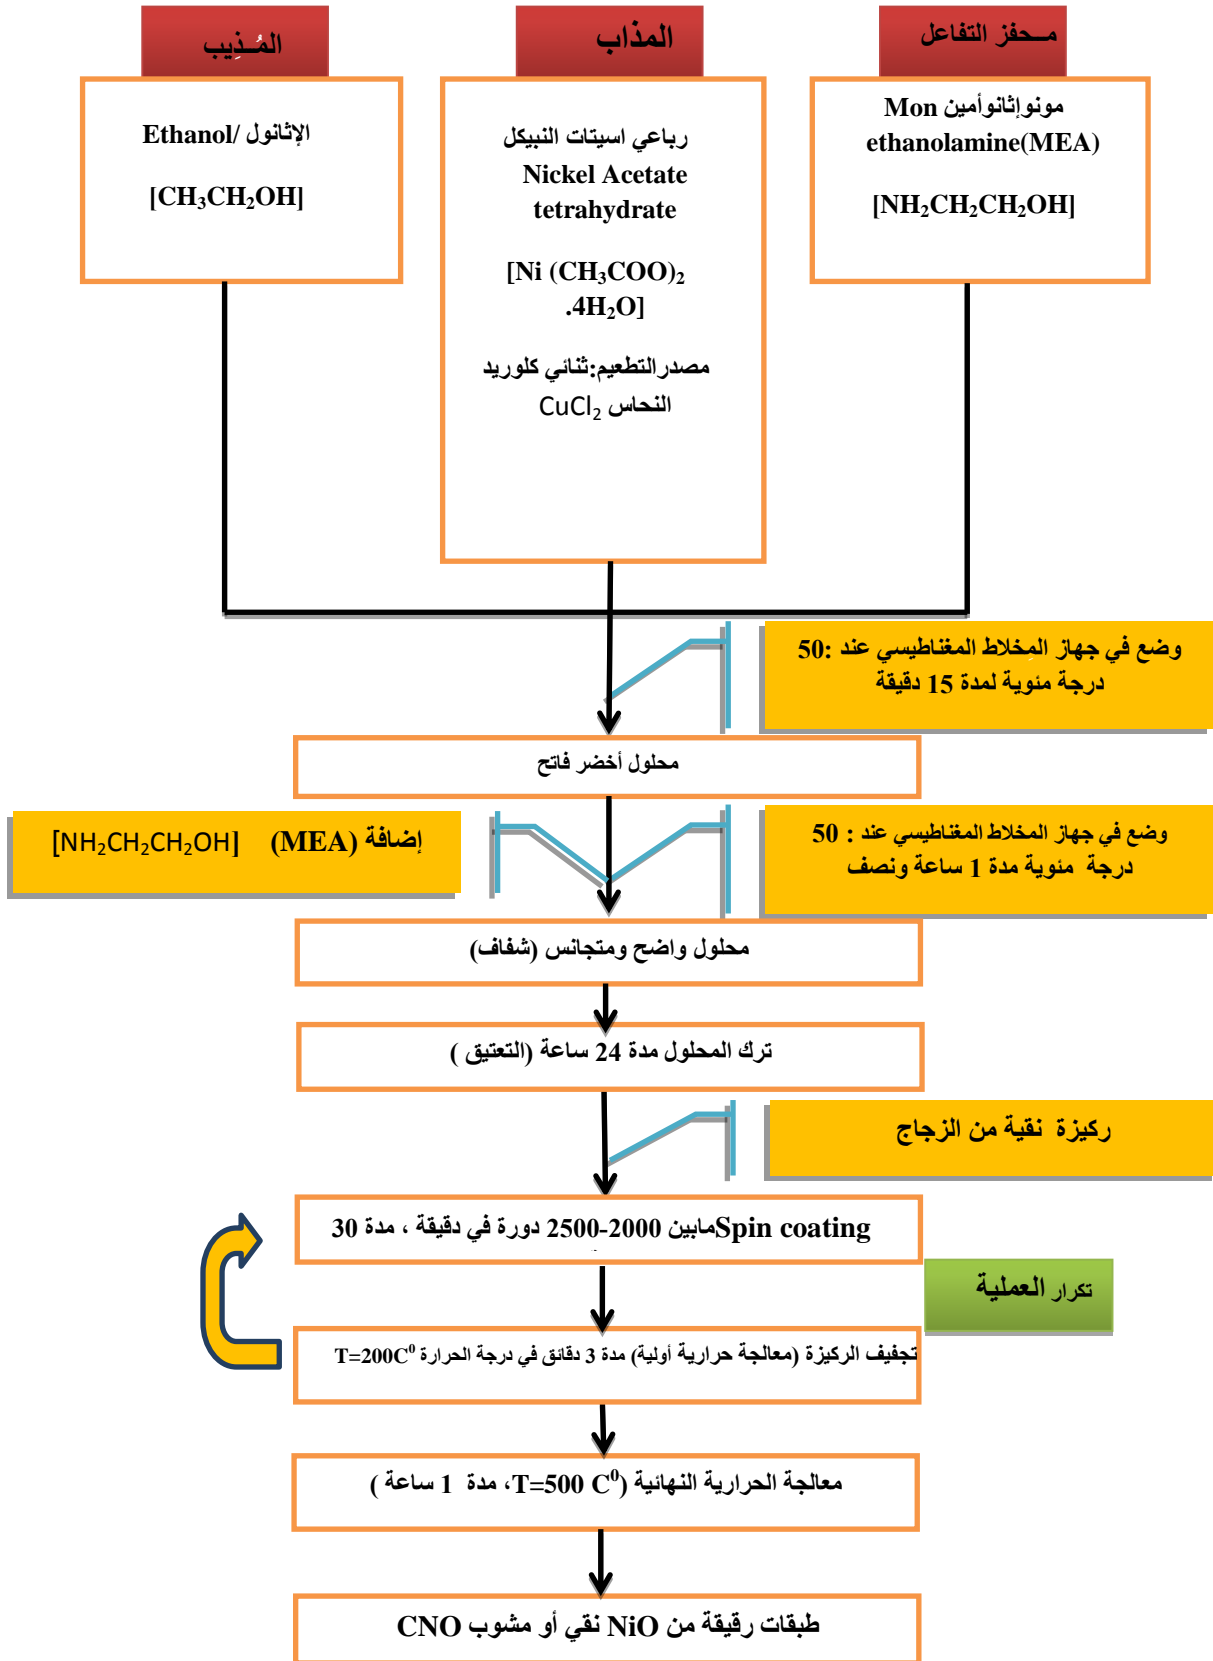 مـحفز التفاعل
المذاب
المُـذِيب
مونوإثانوأمين Mon
ethanolamine(MEA)
[NH₂CH₂CH₂OH]
رباعي اسيتات النبيكل
Nickel Acetate
tetrahydrate
[Ni (CH₃COO)₂
.4H₂O]
مصدرالتطعيم:ثنائي كلوريد
النحاس CuCl₂
الإثانول /Ethanol
[CH₃CH₂OH]
وضع في جهاز المِخلاط المغناطيسي عند :50
درجة مئوية لمدة 15 دقيقة
محلول أخضر فاتح
وضع في جهاز المخلاط المغناطيسي عند : 50
درجة مئوية مدة 1 ساعة ونصف
إضافة (MEA) [NH₂CH₂CH₂OH]
محلول واضح ومتجانس (شفاف)
ترك المحلول مدة 24 ساعة (التعتيق )
ركيزة نقية من الزجاج
Spin coatingمابين 2000-2500 دورة في دقيقة ، مدة 30
تكرار العملية
تجفيف الركيزة (معالجة حرارية أولية) مدة 3 دقائق في درجة الحرارة T=200C⁰
معالجة الحرارية النهائية (T=500 C⁰، مدة 1 ساعة )
طبقات رقيقة من NiO نقي أو مشوب CNO